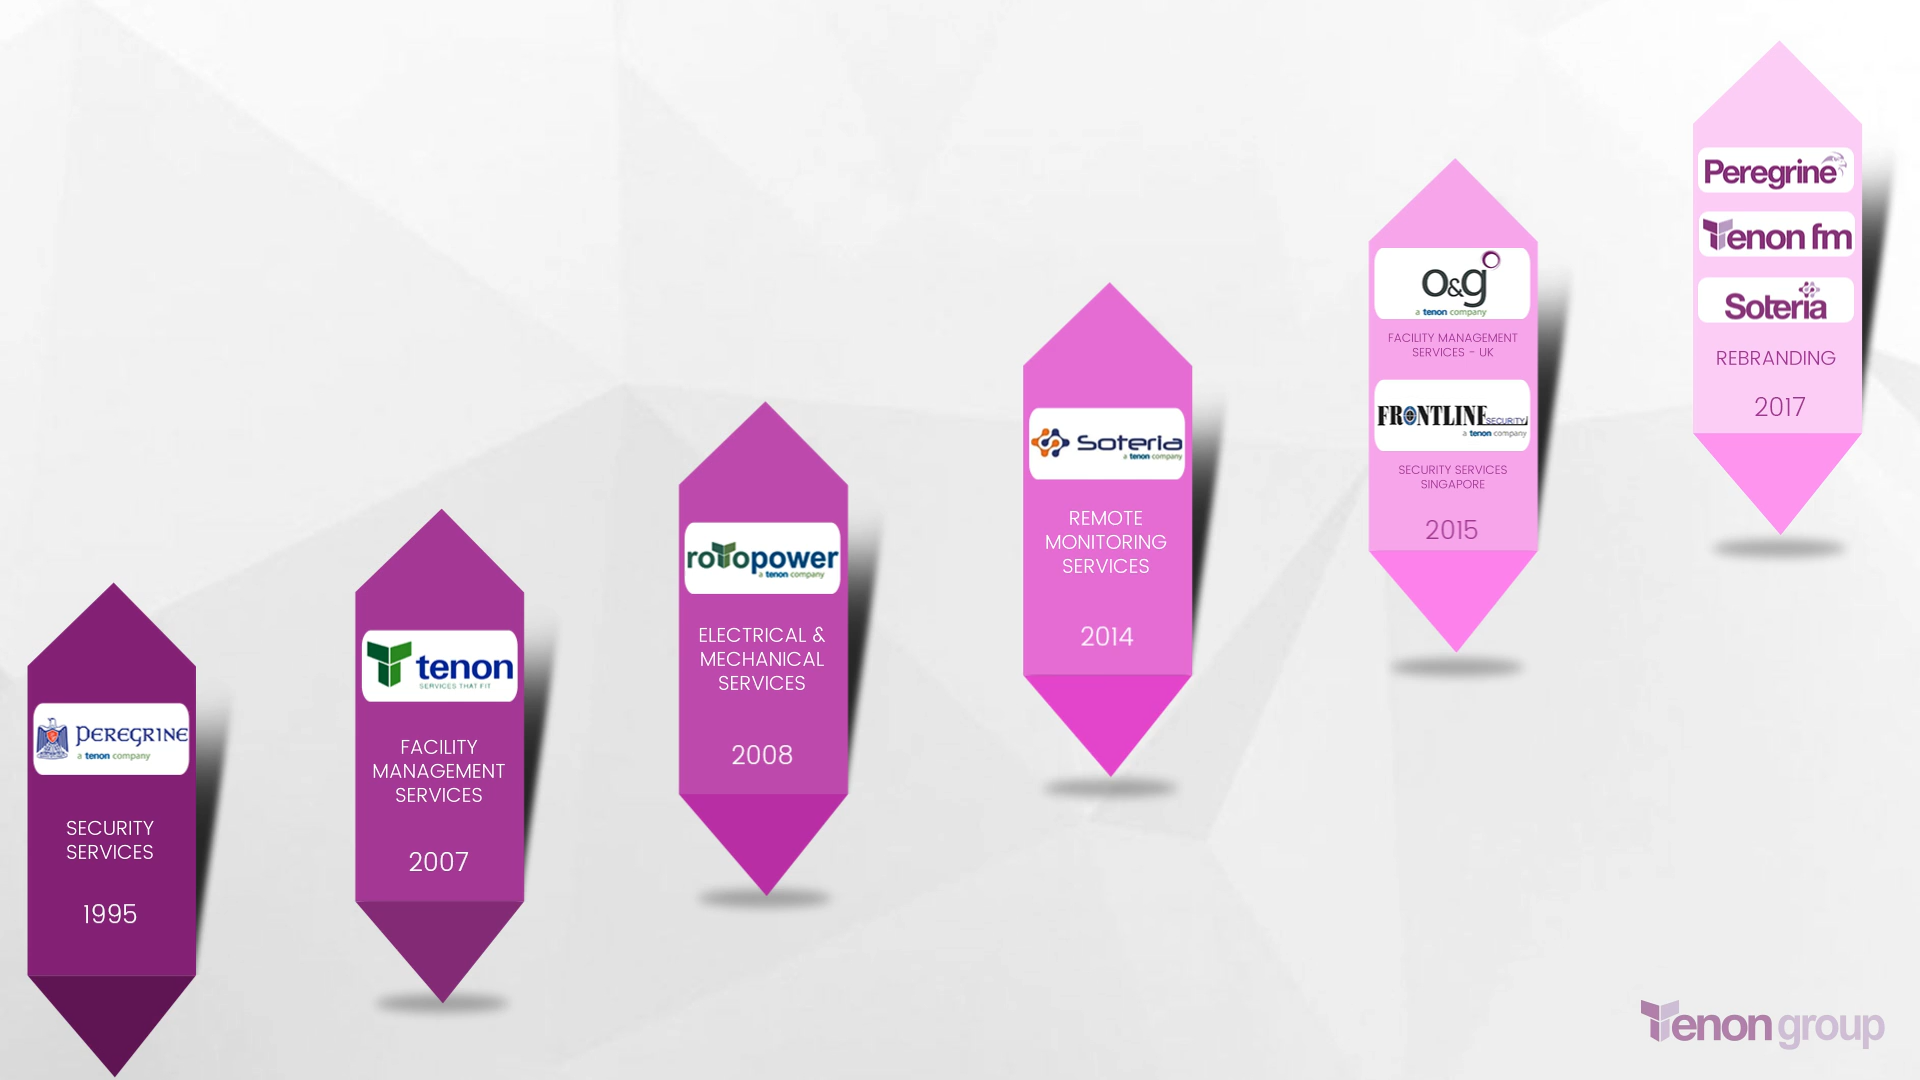 PEREGRINE
a tenon company
SECURITY
SERVICES
1995
tenon
SERVICES THAT FIT
FACILITY
MANAGEMENT
SERVICES
2007
rotopower
a tenon company
ELECTRICAL &
MECHANICAL
SERVICES
2008
Soteria
a tenon company
REMOTE
MONITORING
SERVICES
2014
o&g
a tenon company
FACILITY MANAGEMENT
SERVICES - UK
FRONTLINE SECURITY
a tenon company
SECURITY SERVICES
SINGAPORE
2015
Peregrine
Tenon fm
Soteria
REBRANDING
2017
Tenon group